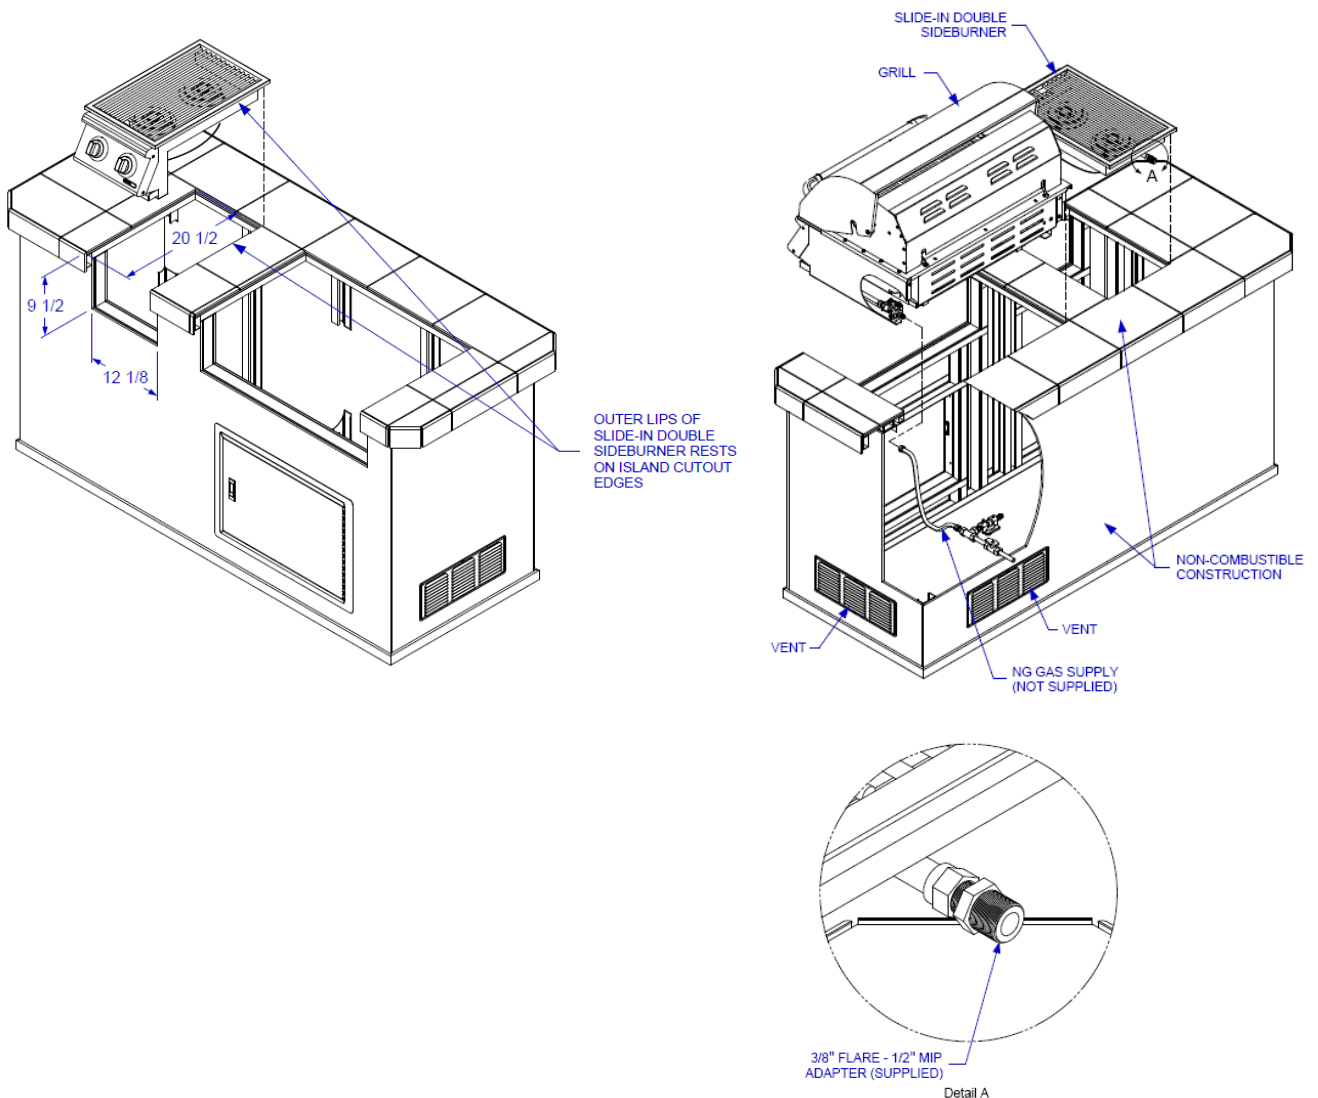 SLIDE-IN DOUBLE
SIDEBURNER
GRILL
A
20 1/2
9 1/2
12 1/8
OUTER LIPS OF
SLIDE-IN DOUBLE
SIDEBURNER RESTS
ON ISLAND CUTOUT
EDGES
NON-COMBUSTIBLE
CONSTRUCTION
VENT
VENT
NG GAS SUPPLY
(NOT SUPPLIED)
3/8" FLARE - 1/2" MIP
ADAPTER (SUPPLIED)
Detail A